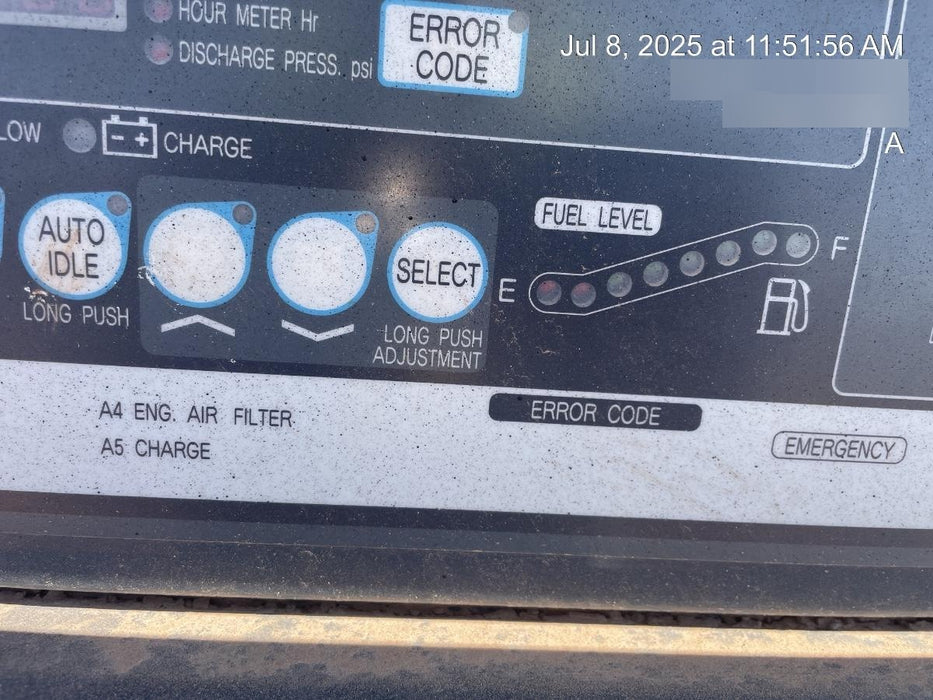 HOUR METER Hr
DISCHARGE PRESS. psi
ERROR
CODE
Jul 8, 2025 at 11:51:56 AM
A
LOW
- +
CHARGE
AUTO
IDLE
LONG PUSH
SELECT
LONG PUSH
ADJUSTMENT
FUEL LEVEL
E
F
A4 ENG. AIR FILTER
A5 CHARGE
ERROR CODE
EMERGENCY